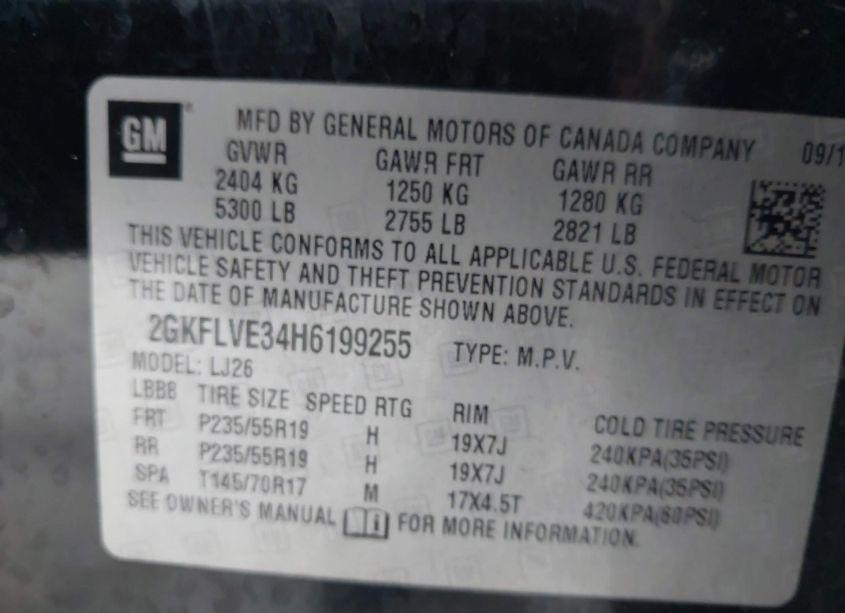 GM MFD BY GENERAL MOTORS OF CANADA COMPANY 09/1
GVWR GAWR FRT GAWR RR
2404 KG 1250 KG 1280 KG
5300 LB 2755 LB 2821 LB
THIS VEHICLE CONFORMS TO ALL APPLICABLE U.S. FEDERAL MOTOR
VEHICLE SAFETY AND THEFT PREVENTION STANDARDS IN EFFECT ON
THE DATE OF MANUFACTURE SHOWN ABOVE.
2GKFLVE34H6199255 TYPE: M.P.V.
MODEL: LJ26
LBB8 TIRE SIZE SPEED RTG RIM COLD TIRE PRESSURE
FRT P235/55R19 H 19X7J 240KPA(35PSI)
RR P235/55R19 H 19X7J 240KPA(35PSI)
SPA T145/70R17 M 17X4.5T 420KPA(60PSI)
SEE OWNER'S MANUAL FOR MORE INFORMATION.